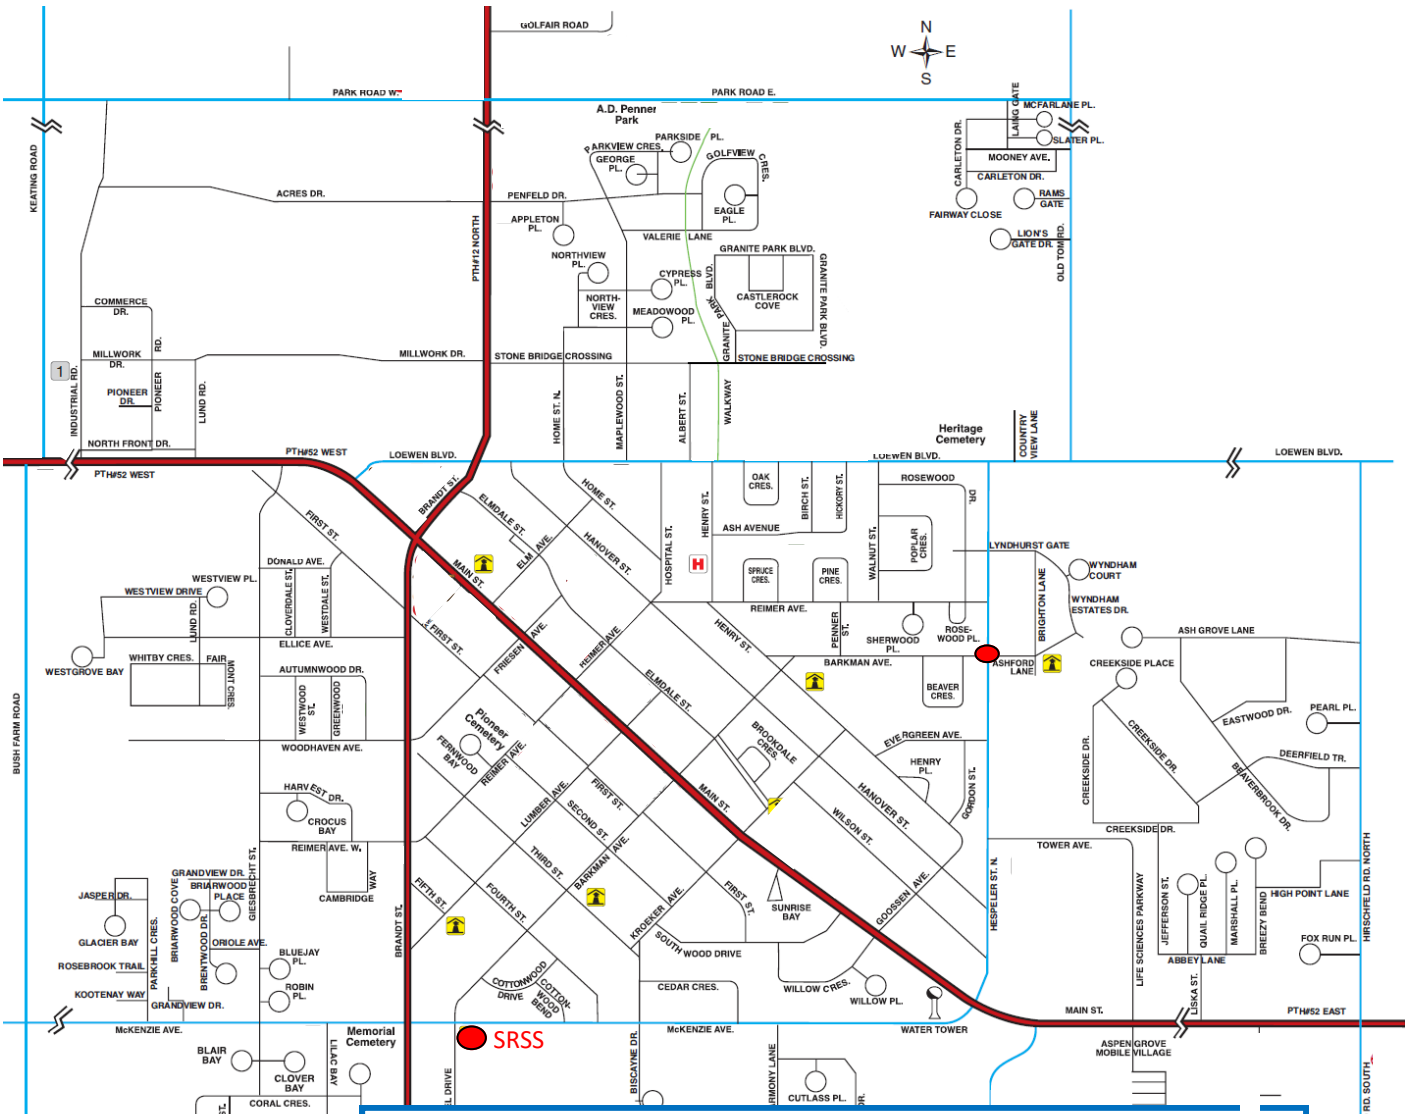 GOLFAIR ROAD
N
W E
S
PARK ROAD W.
PARK ROAD E.
A.D. Penner
Park
LAING GATE
MCFARLANE PL.
SLATER PL.
CARLETON DR.
MOONEY AVE.
CARLETON DR.
KEATING ROAD
PARKSIDE PL.
PARKVIEW CRES.
GEORGE
PL.
GOLFVIEW
CRES.
ACRES DR.
PENFELD DR.
EAGLE
PL.
RAMS
GATE
FAIRWAY CLOSE
APPLETON
PL.
VALERIE LANE
LION'S
GATE DR.
OLD TOM RD.
PTH#12 NORTH
NORTHVIEW
PL.
GRANITE PARK BLVD.
CYPRESS
PL.
GRANITE PARK BLVD.
GRANITE PARK BLVD.
CASTLEROCK
COVE
NORTH-
VIEW
CRES.
MEADOWOOD
PL.
COMMERCE
DR.
PIONEER RD.
MILLWORK
DR.
MILLWORK DR.
STONE BRIDGE CROSSING
STONE BRIDGE CROSSING
1
INDUSTRIAL RD.
PIONEER
DR.
LUND RD.
HOME ST. N.
MAPLEWOOD ST.
ALBERT ST.
WALKWAY
NORTH FRONT DR.
Heritage
Cemetery
COUNTRY
VIEW LANE
PTH#52 WEST
PTH#52 WEST
LOEWEN BLVD.
LOEWEN BLVD.
LOEWEN BLVD.
BRANDT ST.
ELMDALE ST.
HOME ST.
OAK
CRES.
BIRCH ST.
HICKORY ST.
ROSEWOOD
DR.
HENRY ST.
FIRST ST.
ASH AVENUE
HANOVER ST.
ELM AVE.
HOSPITAL ST.
H
WALNUT ST.
POPLAR
CRES.
LYNDHURST GATE
DONALD AVE.
MAIN ST.
SPRUCE
CRES.
PINE
CRES.
WYNDHAM
COURT
WESTVIEW PL.
WESTVIEW DRIVE
LUND RD.
CLOVERDALE ST.
WESTDALE ST.
BRIGHTON LANE
WYNDHAM
ESTATES DR.
REIMER AVE.
PENNER
ST.
SHERWOOD
PL.
ROSE-
WOOD PL.
FIRST ST.
FRIESEN AVE.
REIMER AVE.
HENRY ST.
ASH GROVE LANE
ELLICE AVE.
WHITBY CRES.
FAIR
MONT CRES.
WESTGROVE BAY
AUTUMNWOOD DR.
BARKMAN AVE.
ASHFORD
LANE
CREEKSIDE PLACE
ELMDALE ST.
BEAVER
CRES.
WESTWOOD
ST.
GREENWOOD
BUSH FARM ROAD
Pioneer
Cemetery
EASTWOOD DR.
PEARL PL.
WOODHAVEN AVE.
FERNWOOD
BAY
REIMER AVE.
BROOKDALE
CRES.
EVERGREEN AVE.
CREEKSIDE DR.
CREEKSIDE DR.
DEERFIELD TR.
HENRY
PL.
BEAVERBROOK DR.
HARVEST DR.
CROCUS
BAY
LUMBER AVE.
FIRST ST.
SECOND ST.
MAIN ST.
WILSON ST.
HANOVER ST.
GORDON ST.
CREEKSIDE DR.
REIMER AVE. W.
TOWER AVE.
THIRD ST.
BARKMAN AVE.
CAMBRIDGE
WAY
GIESBRECHT ST.
GRANDVIEW DR.
BRIARWOOD
PLACE
BRIARWOOD COVE
JASPER DR.
FIFTH ST.
FOURTH ST.
FIRST ST.
SUNRISE
BAY
GOOSSEN AVE.
HESPELER ST. N.
LIFE SCIENCES PARKWAY
JEFFERSON ST.
QUAIL RIDGE PL.
MARSHALL PL.
BREEZY BEND
HIGH POINT LANE
HIRSCHFELD RD. NORTH
BRANDT ST.
KROEKER AVE.
GLACIER BAY
PARKHILL CRES.
BRENTWOOD DR.
ORIOLE AVE.
BLUEJAY
PL.
SOUTHWOOD DRIVE
FOX RUN PL.
ABBEY LANE
ROSEBROOK TRAIL
COTTONWOOD
DRIVE
COTTON-
WOOD
BEND
CEDAR CRES.
WILLOW CRES.
WILLOW PL.
KOOTENAY WAY
GRANDVIEW DR.
ROBIN
PL.
LISKA ST.
MAIN ST.
PTH#52 EAST
McKENZIE AVE.
Memorial
Cemetery
SRSS
McKENZIE AVE.
WATER TOWER
ASPEN GROVE
MOBILE VILLAGE
BLAIR
BAY
CLOVER
BAY
LILAC BAY
BISCAYNE DR.
CUTLASS PL.
CORAL CRES.
RD. SOUTH